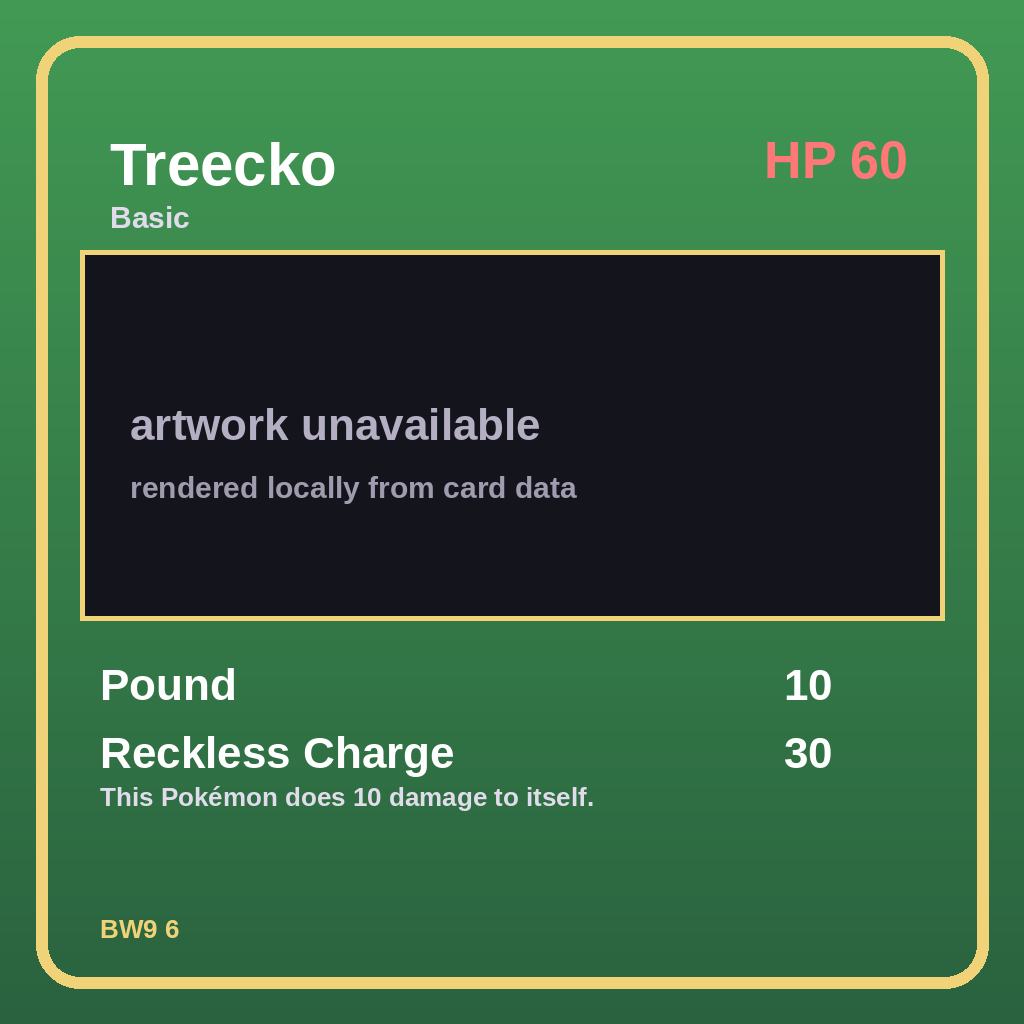 Treecko
HP 60
Basic
artwork unavailable
rendered locally from card data
Pound 10
Reckless Charge 30
This Pokémon does 10 damage to itself.
BW9 6